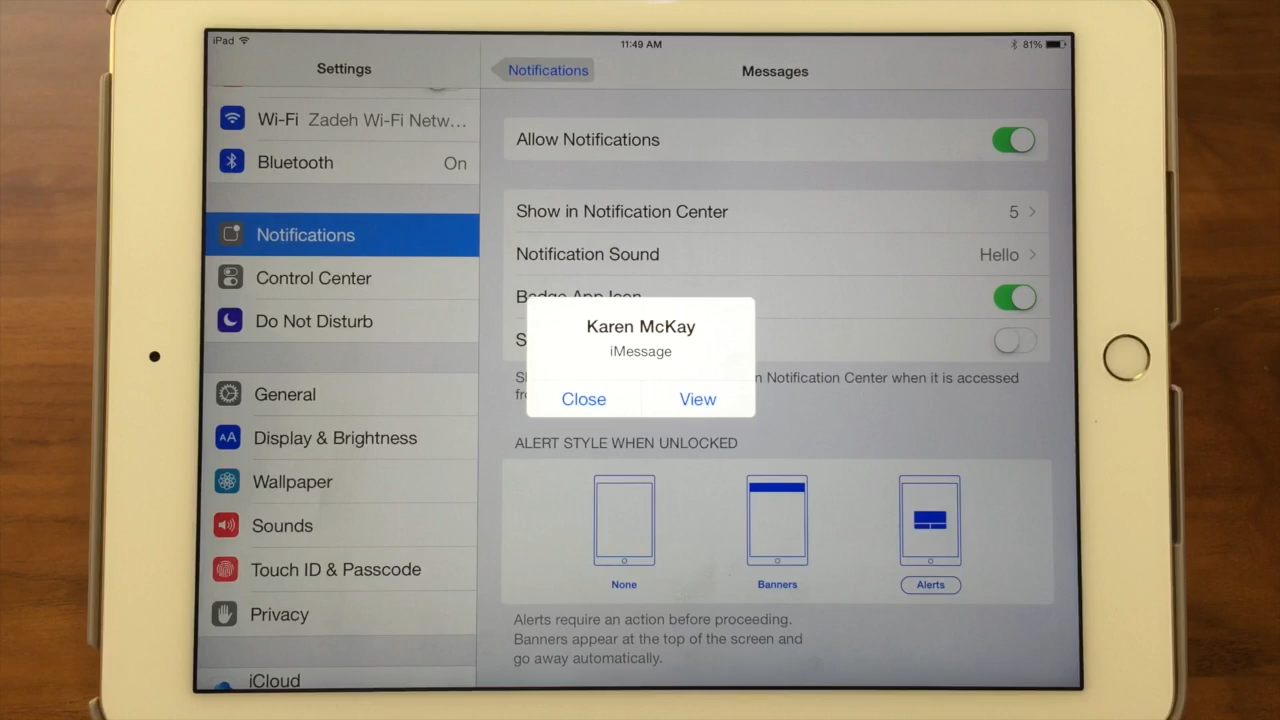 iPad
11:49 AM
81%
Settings
Notifications
Messages
Wi-Fi Zadeh Wi-Fi Netw...
Bluetooth On
Notifications
Control Center
Do Not Disturb
General
Display & Brightness
Wallpaper
Sounds
Touch ID & Passcode
Privacy
iCloud
Allow Notifications
Show in Notification Center 5
Notification Sound Hello
Badge App Icon
S
Karen McKay
iMessage
Close View
n Notification Center when it is accessed
ALERT STYLE WHEN UNLOCKED
None Banners Alerts
Alerts require an action before proceeding.
Banners appear at the top of the screen and
go away automatically.